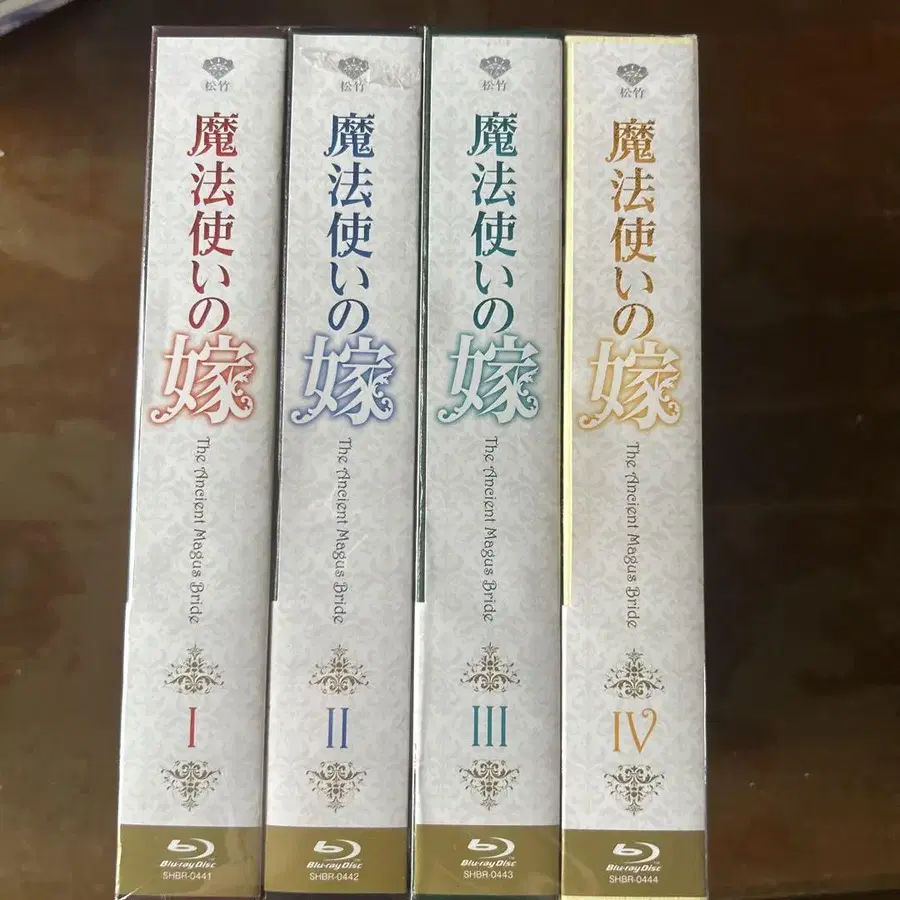 松竹
魔法使いの嫁
The Ancient Magus Bride
I
Blu-ray Disc
SHBR-0441
松竹
魔法使いの嫁
The Ancient Magus Bride
II
Blu-ray Disc
SHBR-0442
松竹
魔法使いの嫁
The Ancient Magus Bride
III
Blu-ray Disc
SHBR-0443
松竹
魔法使いの嫁
The Ancient Magus Bride
IV
Blu-ray Disc
SHBR-0444